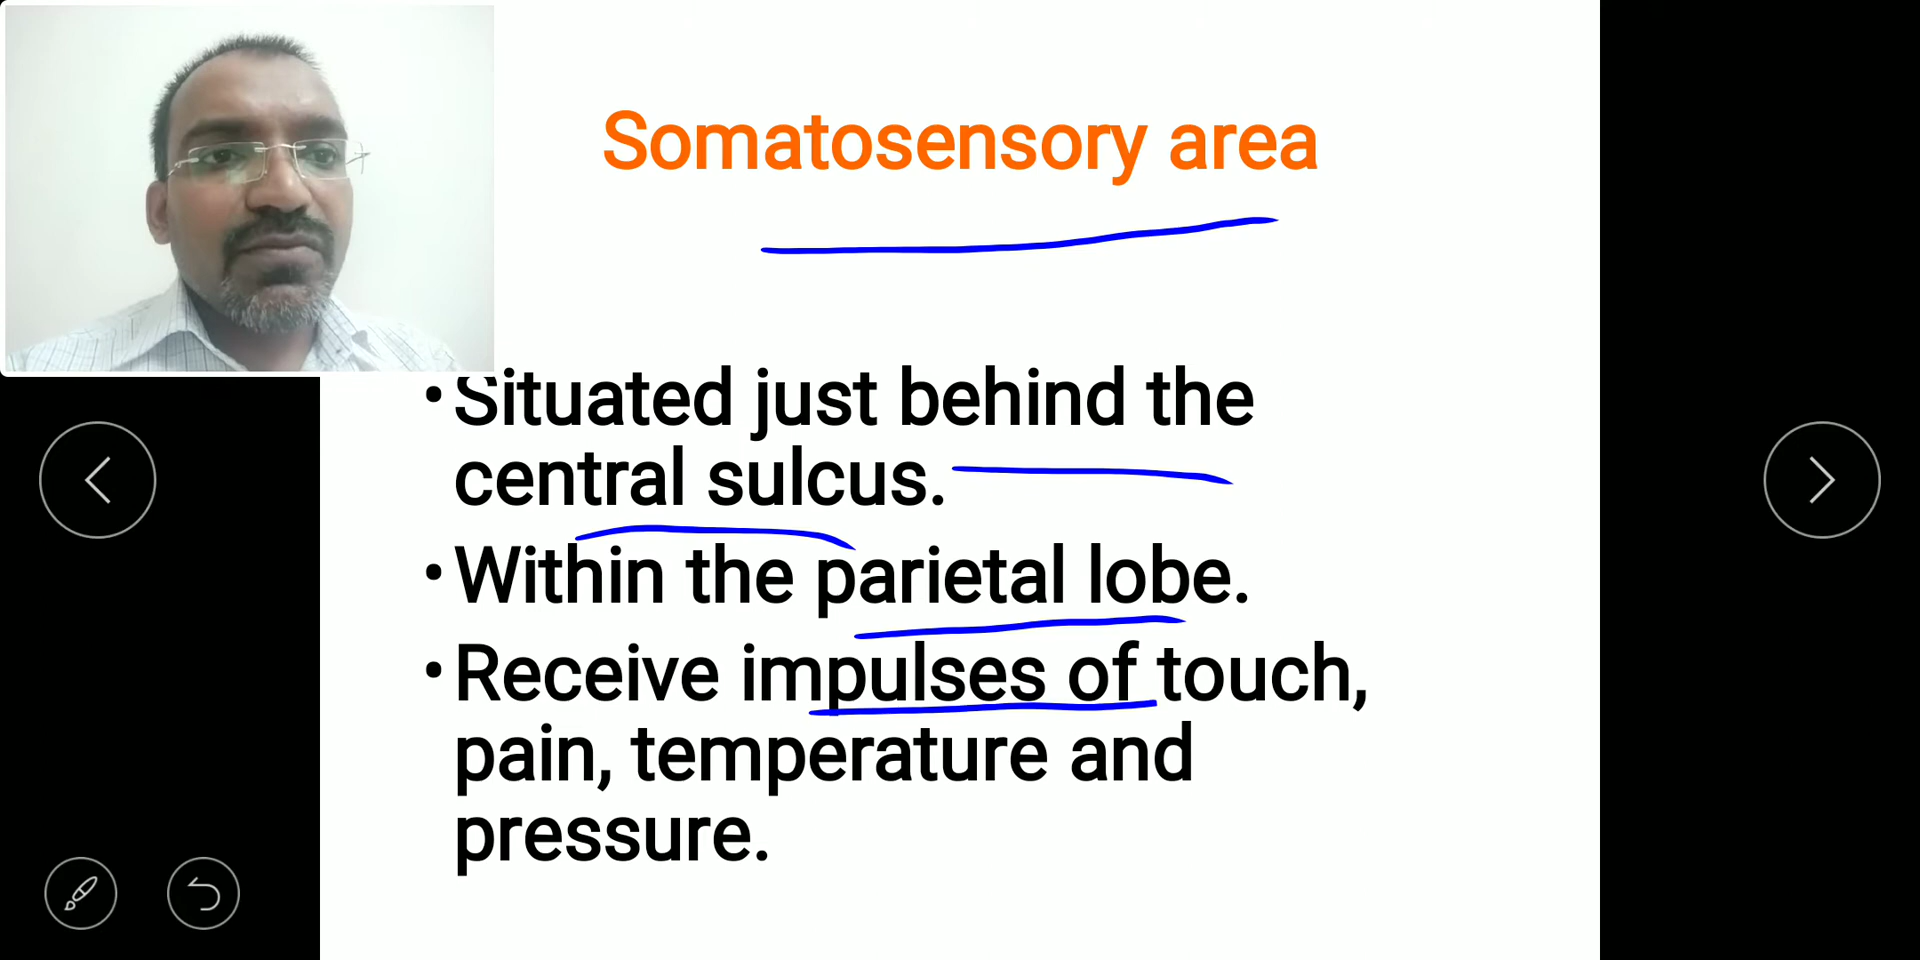 Somatosensory area
•Situated just behind the
central sulcus.
•Within the parietal lobe.
•Receive impulses of touch,
pain, temperature and
pressure.